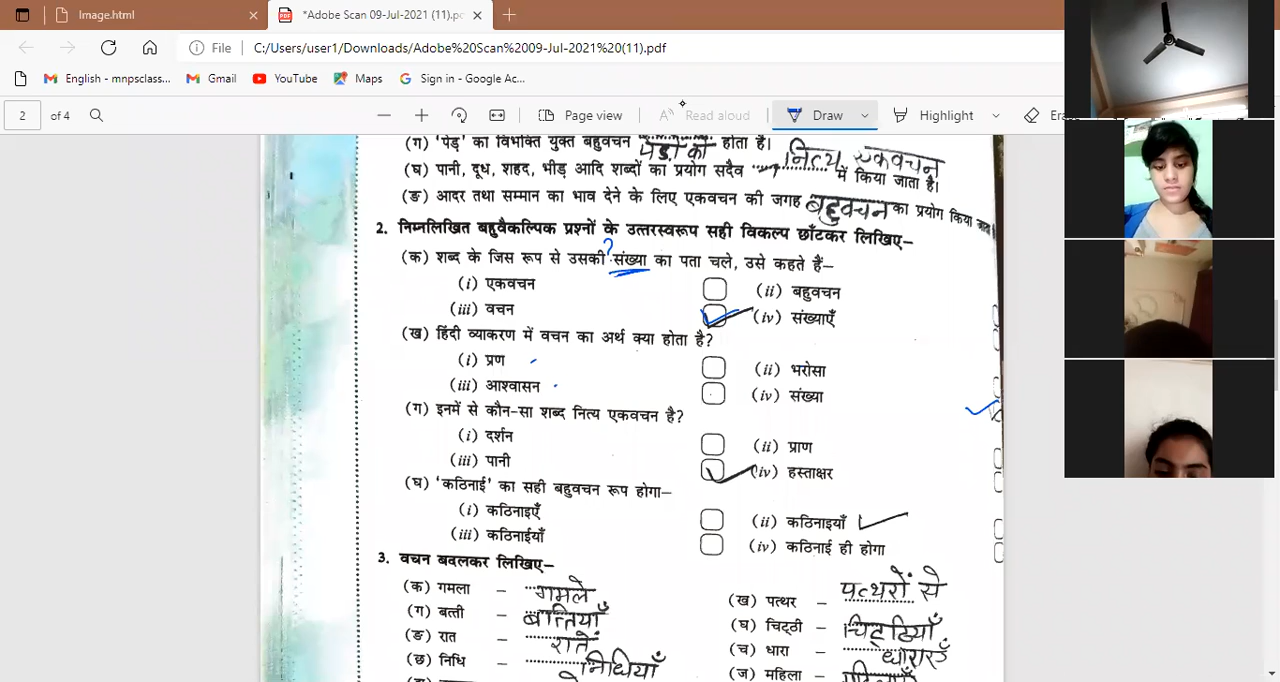 Image.html
*Adobe Scan 09-Jul-2021 (11).p
File C:/Users/user1/Downloads/Adobe%20Scan%2009-Jul-2021%20(11).pdf
English - mnpsclass... Gmail YouTube Maps Sign in - Google Ac...
2 of 4 Page view Read aloud Draw Highlight
(ग) 'पेड़' का विभक्ति युक्त बहुवचन पेड़ों को होता है।
(घ) पानी, दूध, शहद, भीड़ आदि शब्दों का प्रयोग सदैव नित्य एकवचन में किया जाता है।
(ङ) आदर तथा सम्मान का भाव देने के लिए एकवचन की जगह बहुवचन का प्रयोग किया जाता
2. निम्नलिखित बहुवैकल्पिक प्रश्नों के उत्तरस्वरूप सही विकल्प छाँटकर लिखिए–
(क) शब्द के जिस रूप से उसकी ? संख्या का पता चले, उसे कहते हैं–
(i) एकवचन (ii) बहुवचन
(iii) वचन (iv) संख्याएँ
(ख) हिंदी व्याकरण में वचन का अर्थ क्या होता है?
(i) प्रण (ii) भरोसा
(iii) आश्वासन (iv) संख्या
(ग) इनमें से कौन-सा शब्द नित्य एकवचन है?
(i) दर्शन (ii) प्राण
(iii) पानी (iv) हस्ताक्षर
(घ) 'कठिनाई' का सही बहुवचन रूप होगा–
(i) कठिनाइएँ (ii) कठिनाइयाँ
(iii) कठिनाईयाँ (iv) कठिनाई ही होगा
3. वचन बदलकर लिखिए–
(क) गमला – गमले (ख) पत्थर – पत्थरों से
(ग) बत्ती – बात्तियाँ (घ) चिट्ठी – चिट्ठियाँ
(ङ) रात – रातें (च) धारा – धाराएँ
(छ) निधि – निधियाँ (ज) महिला –